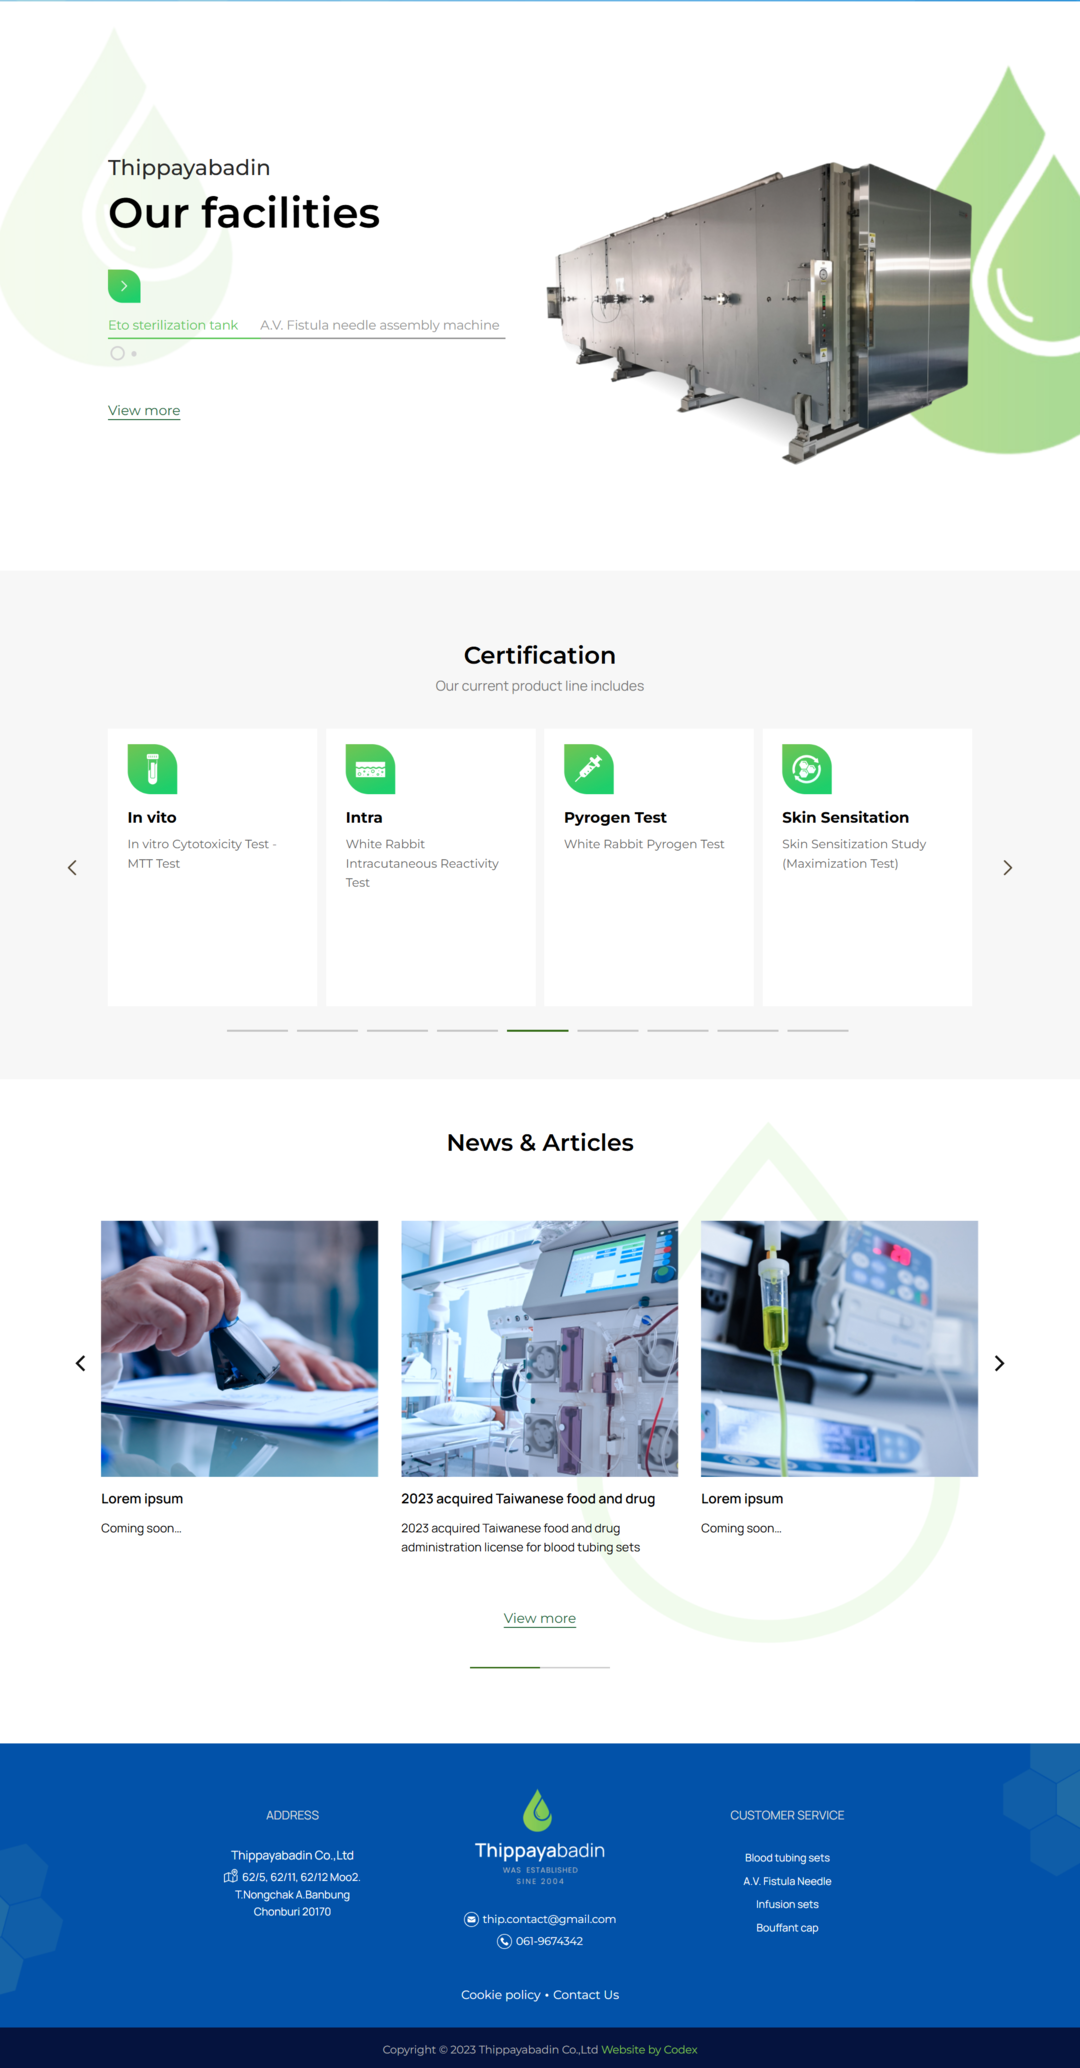 Thippayabadin
Our facilities
Eto sterilization tank
A.V. Fistula needle assembly machine
View more
Certification
Our current product line includes
In vito
In vitro Cytotoxicity Test -
MTT Test
Intra
White Rabbit
Intracutaneous Reactivity
Test
Pyrogen Test
White Rabbit Pyrogen Test
Skin Sensitation
Skin Sensitization Study
(Maximization Test)
News & Articles
Lorem ipsum
Coming soon...
2023 acquired Taiwanese food and drug
2023 acquired Taiwanese food and drug
administration license for blood tubing sets
Lorem ipsum
Coming soon...
View more
ADDRESS
Thippayabadin Co.,Ltd
62/5, 62/11, 62/12 Moo2.
T.Nongchak A.Banbung
Chonburi 20170
Thippayabadin
WAS ESTABLISHED
SINE 2004
thip.contact@gmail.com
061-9674342
CUSTOMER SERVICE
Blood tubing sets
A.V. Fistula Needle
Infusion sets
Bouffant cap
Cookie policy • Contact Us
Copyright © 2023 Thippayabadin Co.,Ltd Website by Codex